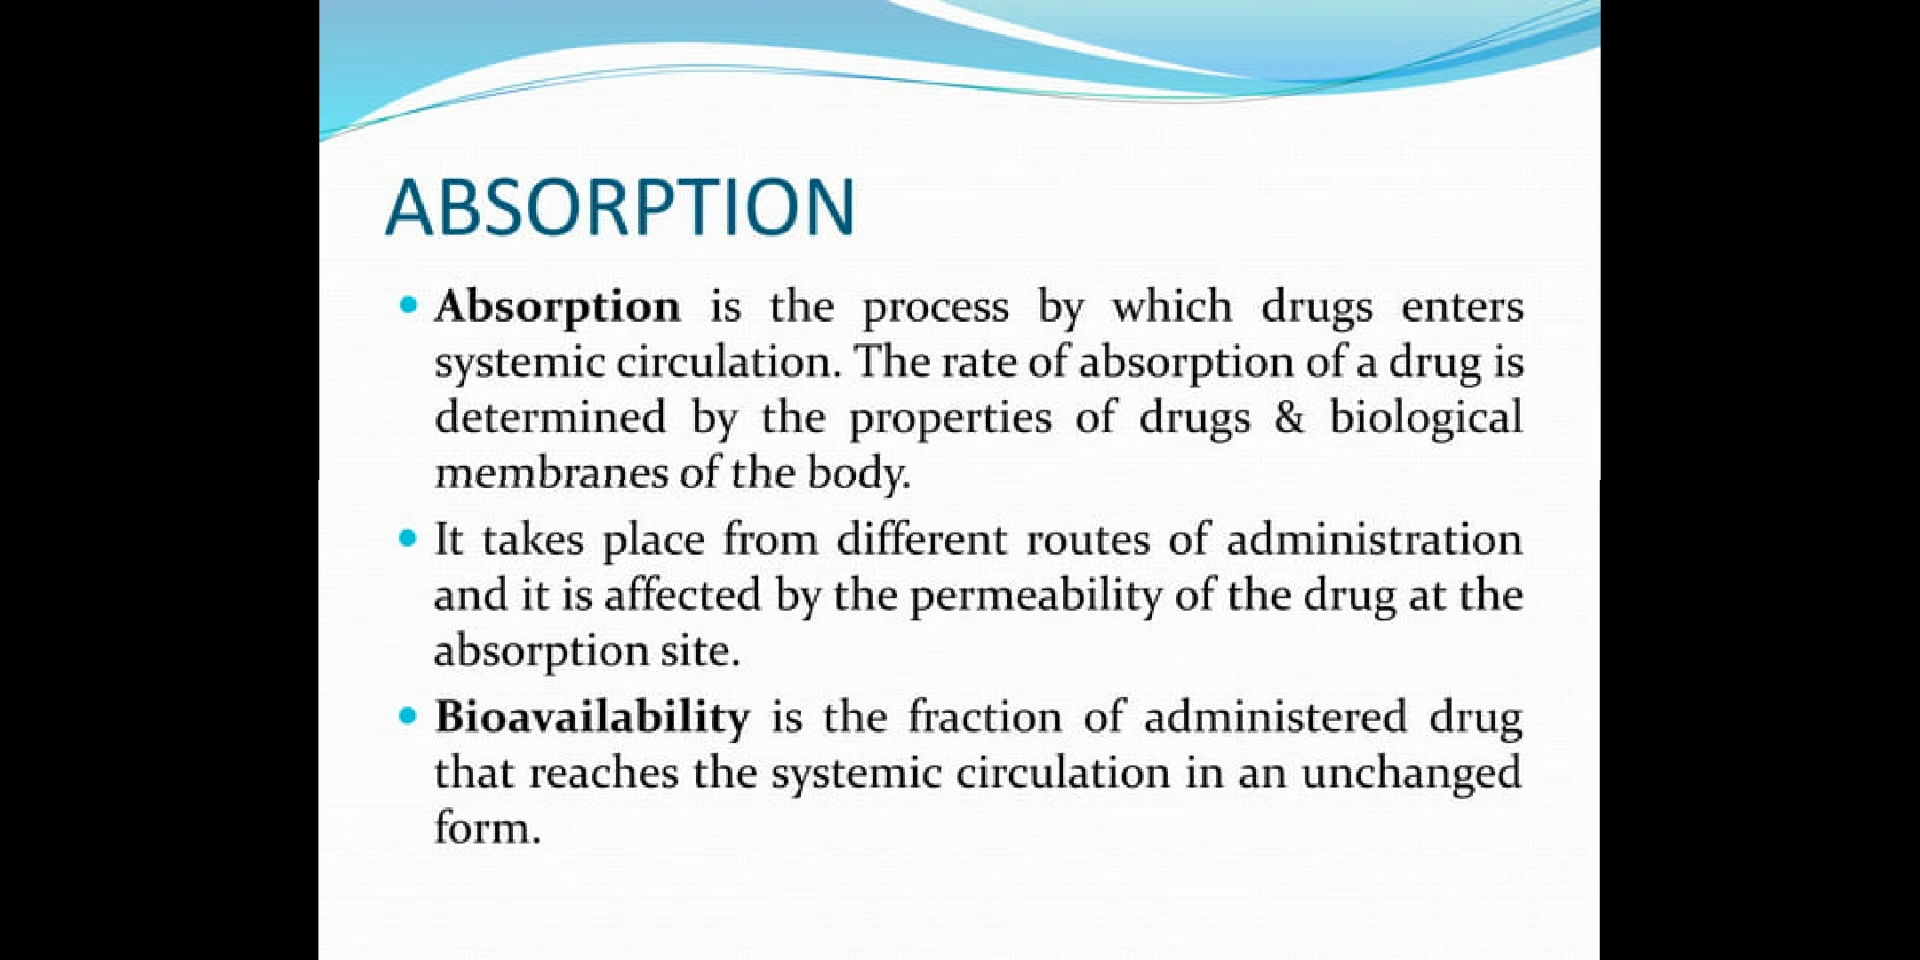 ABSORPTION
• Absorption is the process by which drugs enters
systemic circulation. The rate of absorption of a drug is
determined by the properties of drugs & biological
membranes of the body.
• It takes place from different routes of administration
and it is affected by the permeability of the drug at the
absorption site.
• Bioavailability is the fraction of administered drug
that reaches the systemic circulation in an unchanged
form.